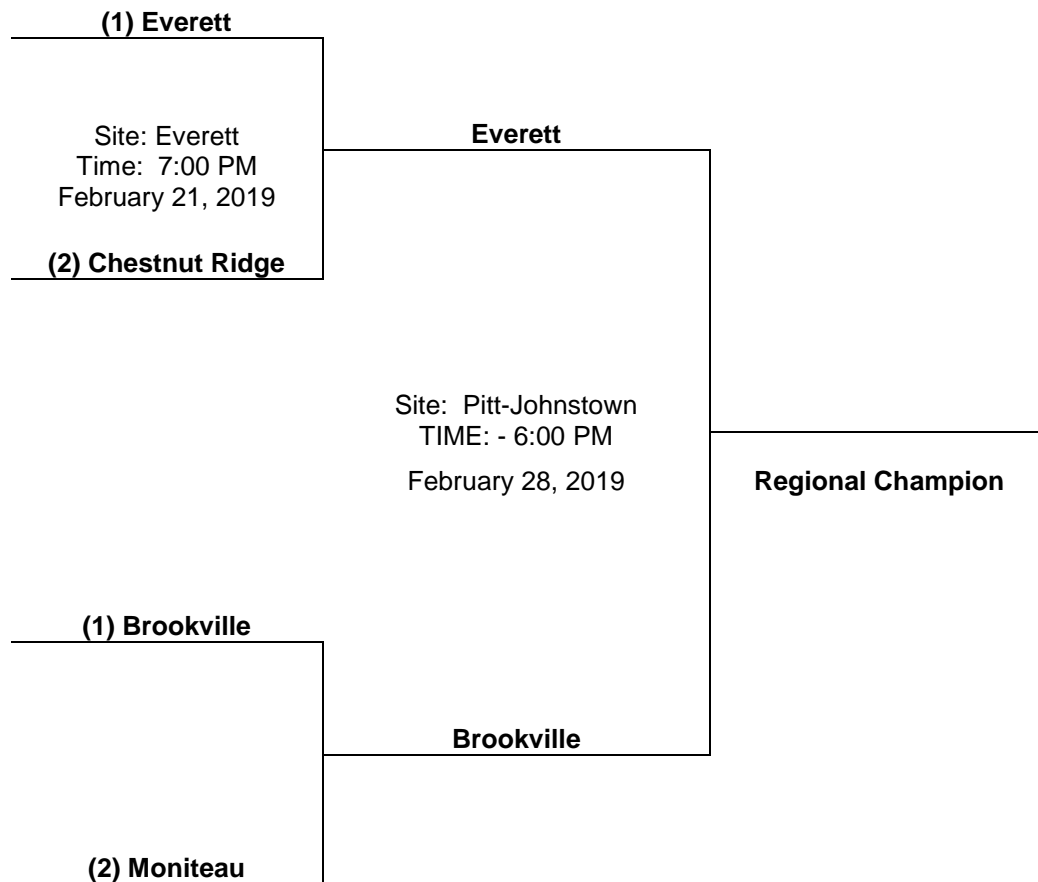 (1) Everett
Site: Everett
Time: 7:00 PM
February 21, 2019
Everett
(2) Chestnut Ridge
Site: Pitt-Johnstown
TIME: - 6:00 PM
February 28, 2019
Regional Champion
(1) Brookville
Brookville
(2) Moniteau